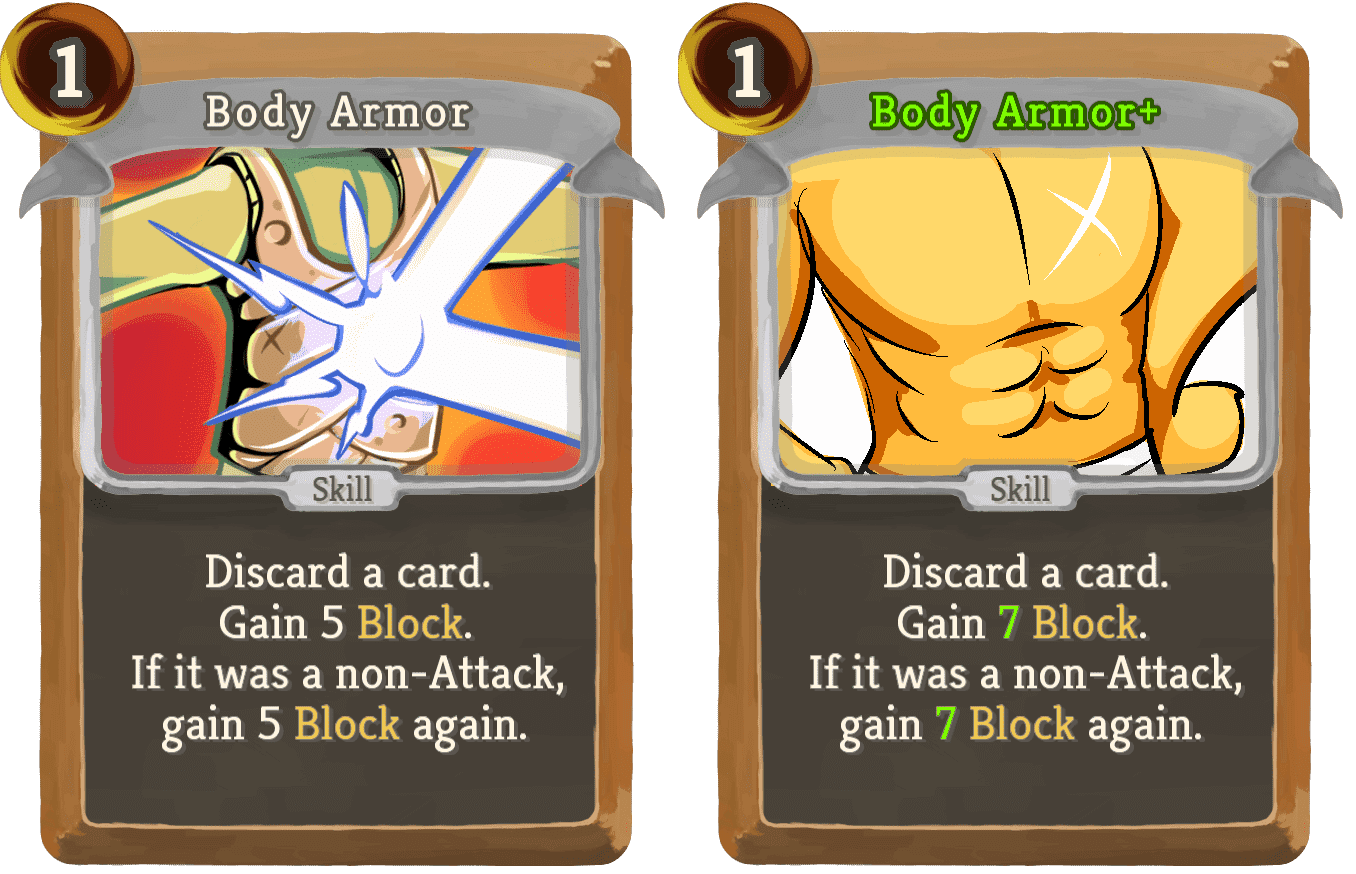 1
Body Armor
Skill
Discard a card.
Gain 5 Block.
If it was a non-Attack,
gain 5 Block again.
1
Body Armor+
Skill
Discard a card.
Gain 7 Block.
If it was a non-Attack,
gain 7 Block again.